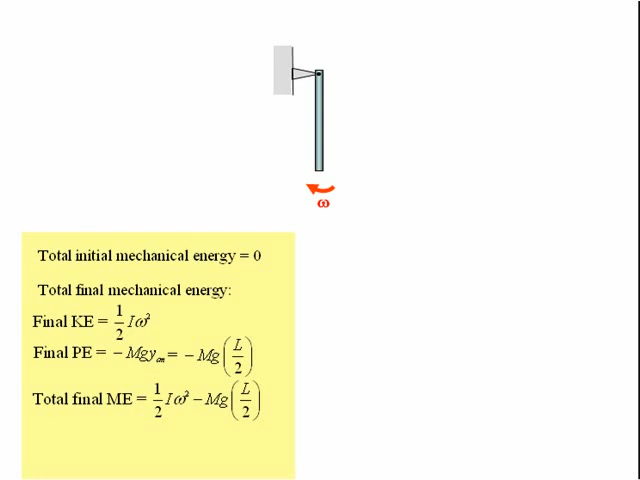 ω
Total initial mechanical energy = 0
Total final mechanical energy:
Final KE = 1/2 Iω²
Final PE = −Mgy_cm = −Mg(L/2)
Total final ME = 1/2 Iω² − Mg(L/2)